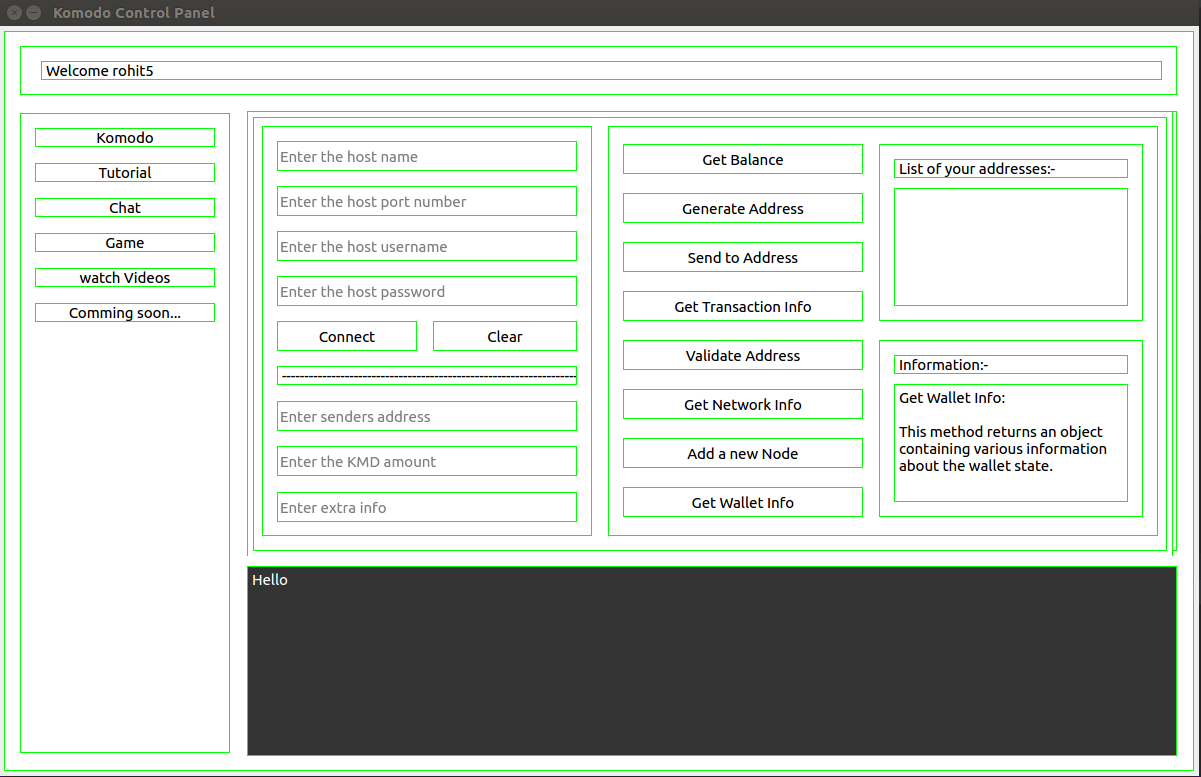 Komodo Control Panel
Welcome rohit5
Komodo
Tutorial
Chat
Game
watch Videos
Comming soon...
Enter the host name
Enter the host port number
Enter the host username
Enter the host password
Connect
Clear
----------------------------------------------------------------
Enter senders address
Enter the KMD amount
Enter extra info
Get Balance
Generate Address
Send to Address
Get Transaction Info
Validate Address
Get Network Info
Add a new Node
Get Wallet Info
List of your addresses:-
Information:-
Get Wallet Info:
This method returns an object
containing various information
about the wallet state.
Hello